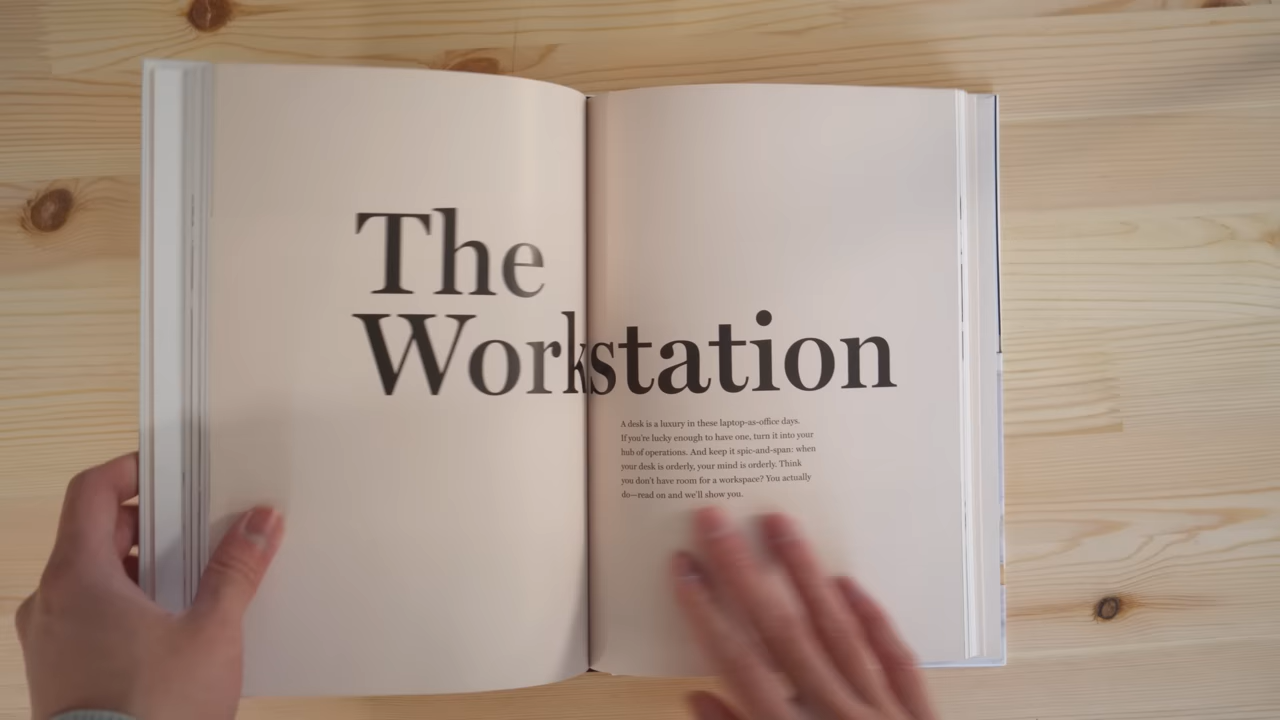 The
Workstation
A desk is a luxury in these laptop-as-office days.
If you're lucky enough to have one, turn it into your
hub of operations. And keep it spic-and-span: when
your desk is orderly, your mind is orderly. Think
you don't have room for a workspace? You actually
do—read on and we'll show you.